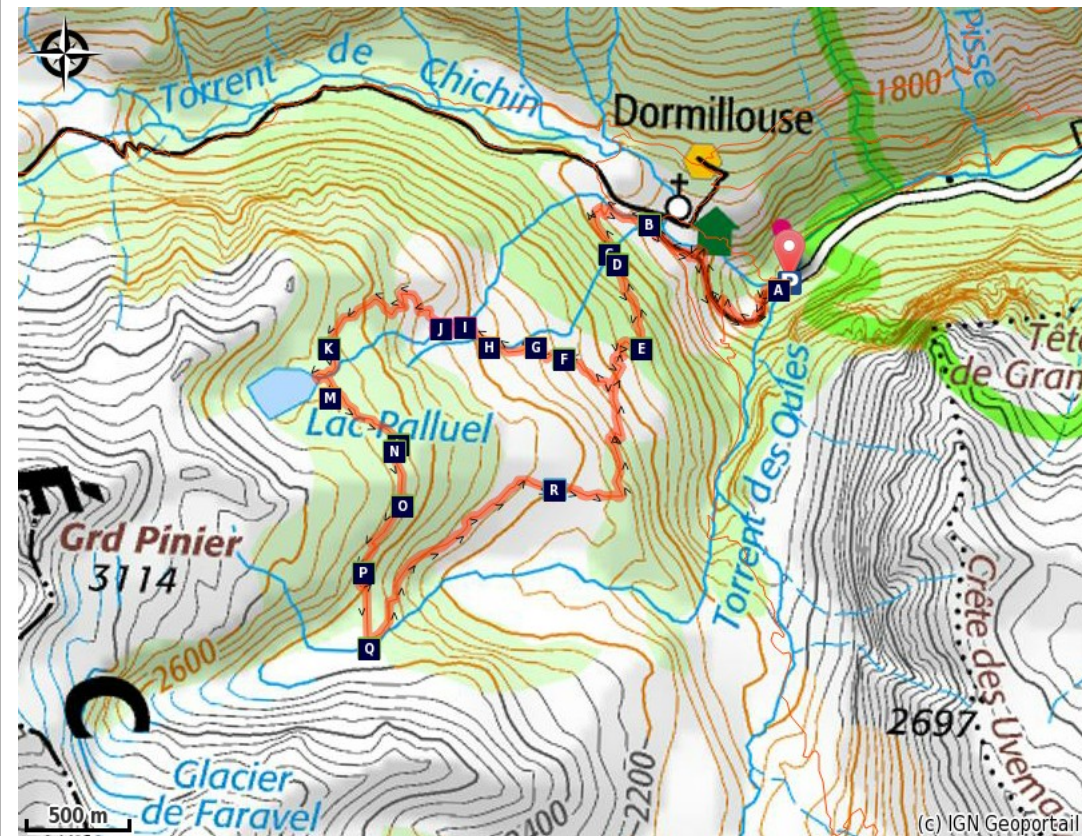 Torrent de Chichin
Pisse
1800
Dormillouse
B
C
D
A
P
J
I
H
G
F
E
K
M
Lac Palluel
N
O
R
P
Q
Torrent des Oules
Tête
de Gran
Grd Pinier
3114
2600
Crête des
2697
2200
Glacier
de Faravel
2400
500 m
(c) IGN Geoportail